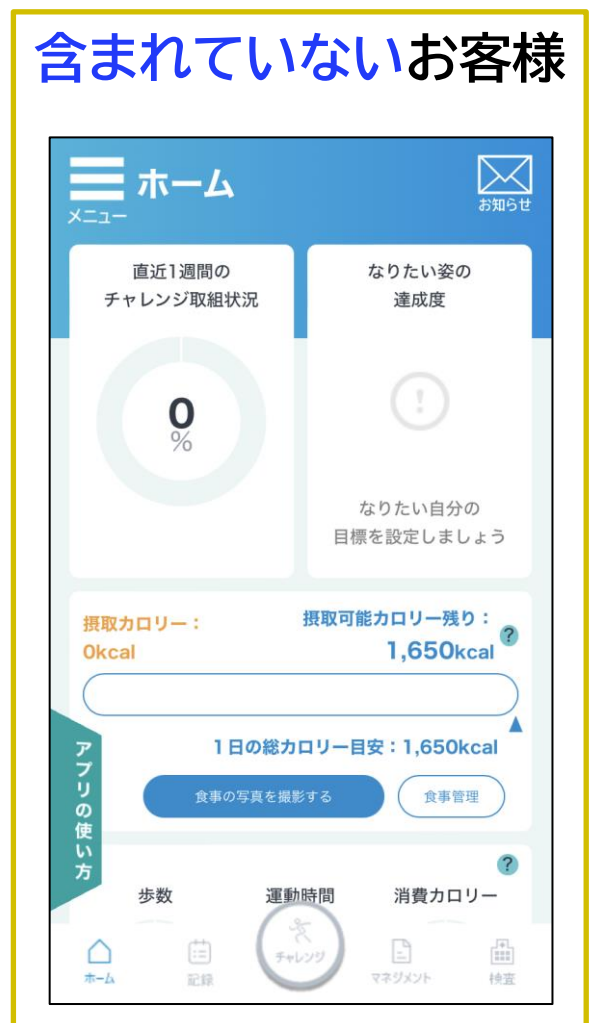 含まれていないお客様
ホーム
メニュー
お知らせ
直近1週間の
チャレンジ取組状況
0
%
なりたい姿の
達成度
!
なりたい自分の
目標を設定しましょう
摂取カロリー：
0kcal
摂取可能カロリー残り：
1,650kcal
?
1日の総カロリー目安：1,650kcal
食事の写真を撮影する
食事管理
アプリの使い方
?
歩数
運動時間
消費カロリー
ホーム
記録
チャレンジ
マネジメント
検査